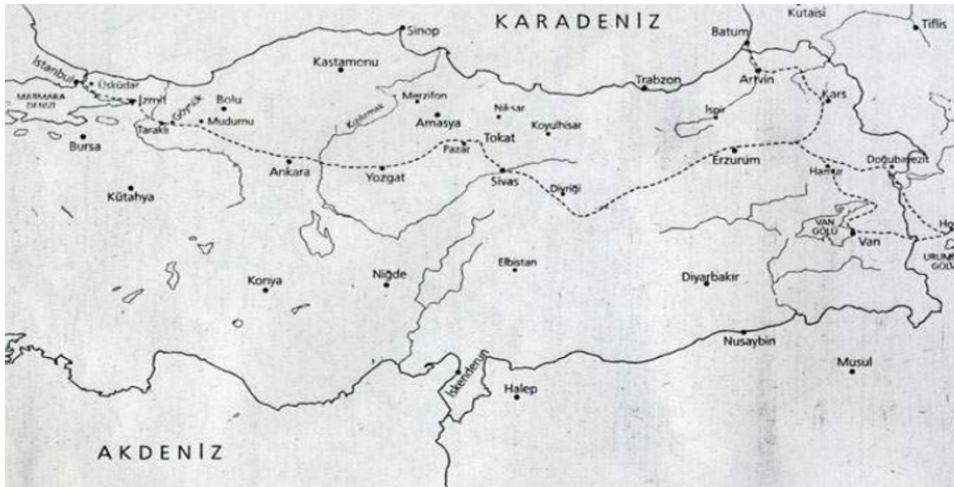 KARADENİZ
Kutaisi
Tiflis
Sinop
Batum
İstanbul
Üsküdar
Kastamonu
Trabzon
Artvin
MARMARA
DENİZİ
İzmit
Göynük
Bolu
Kızılırmak
Merzifon
Niksar
İspir
Kars
Taraklı
Mudurnu
Amasya
Tokat
Koyulhisar
Bursa
Pazar
Erzurum
Doğubayezit
Ankara
Yozgat
Sivas
Hamur
Kütahya
Divriği
VAN
GÖLÜ
Van
Ho
Elbistan
URUMİ
GÖLÜ
Konya
Niğde
Diyarbakır
Nusaybin
İskenderun
Halep
Musul
AKDENİZ